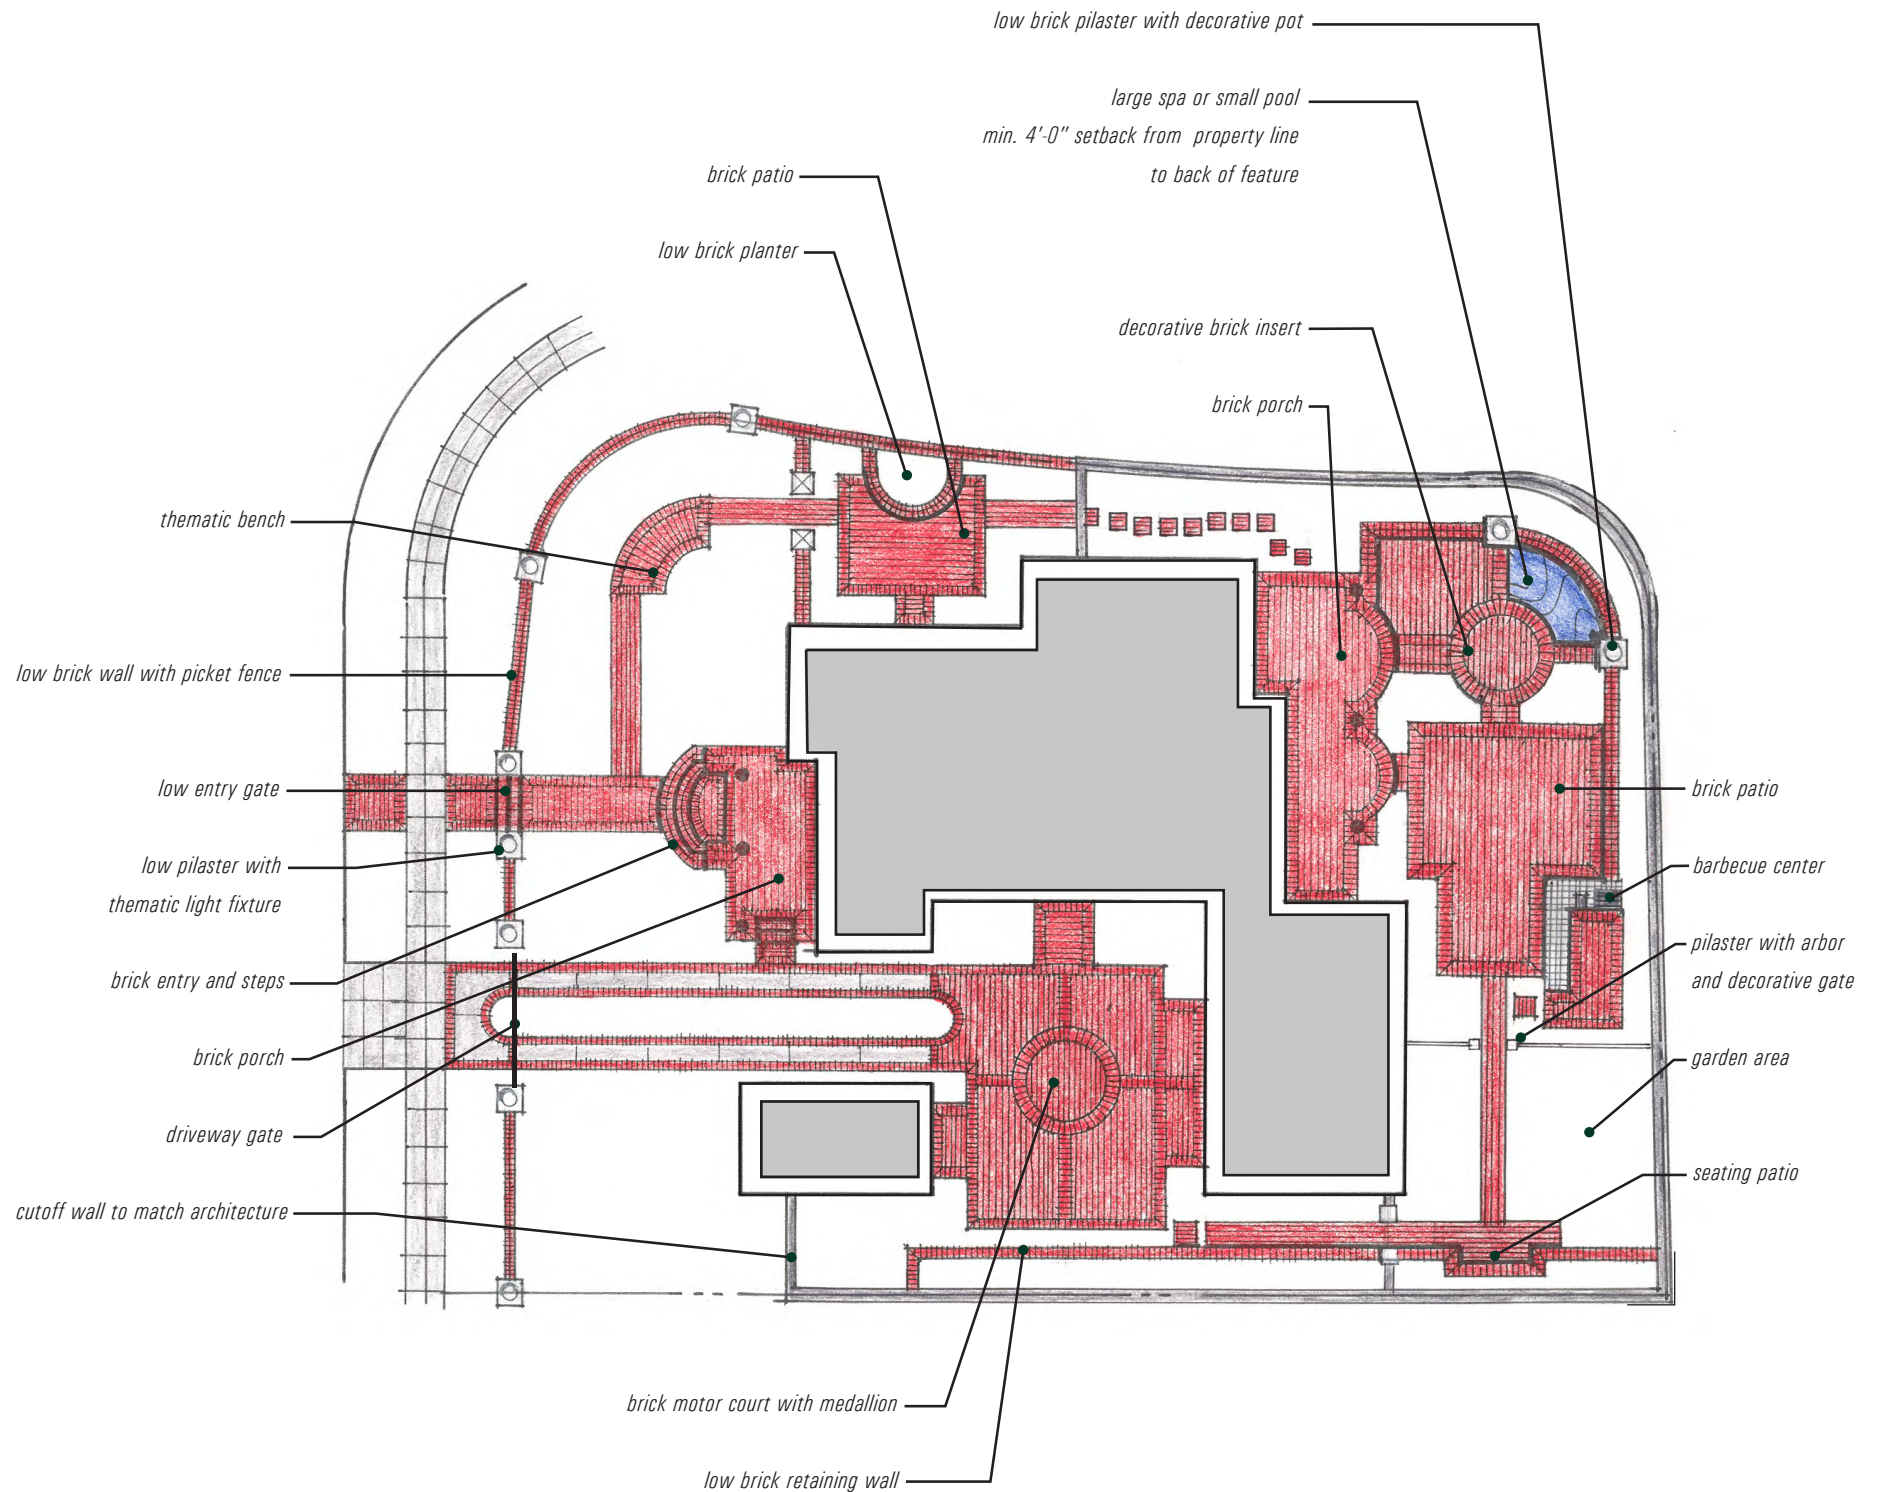 low brick pilaster with decorative pot
large spa or small pool
min. 4'-0" setback from property line
to back of feature
brick patio
low brick planter
decorative brick insert
brick porch
thematic bench
low brick wall with picket fence
low entry gate
brick patio
low pilaster with
thematic light fixture
barbecue center
pilaster with arbor
and decorative gate
brick entry and steps
brick porch
garden area
driveway gate
seating patio
cutoff wall to match architecture
brick motor court with medallion
low brick retaining wall